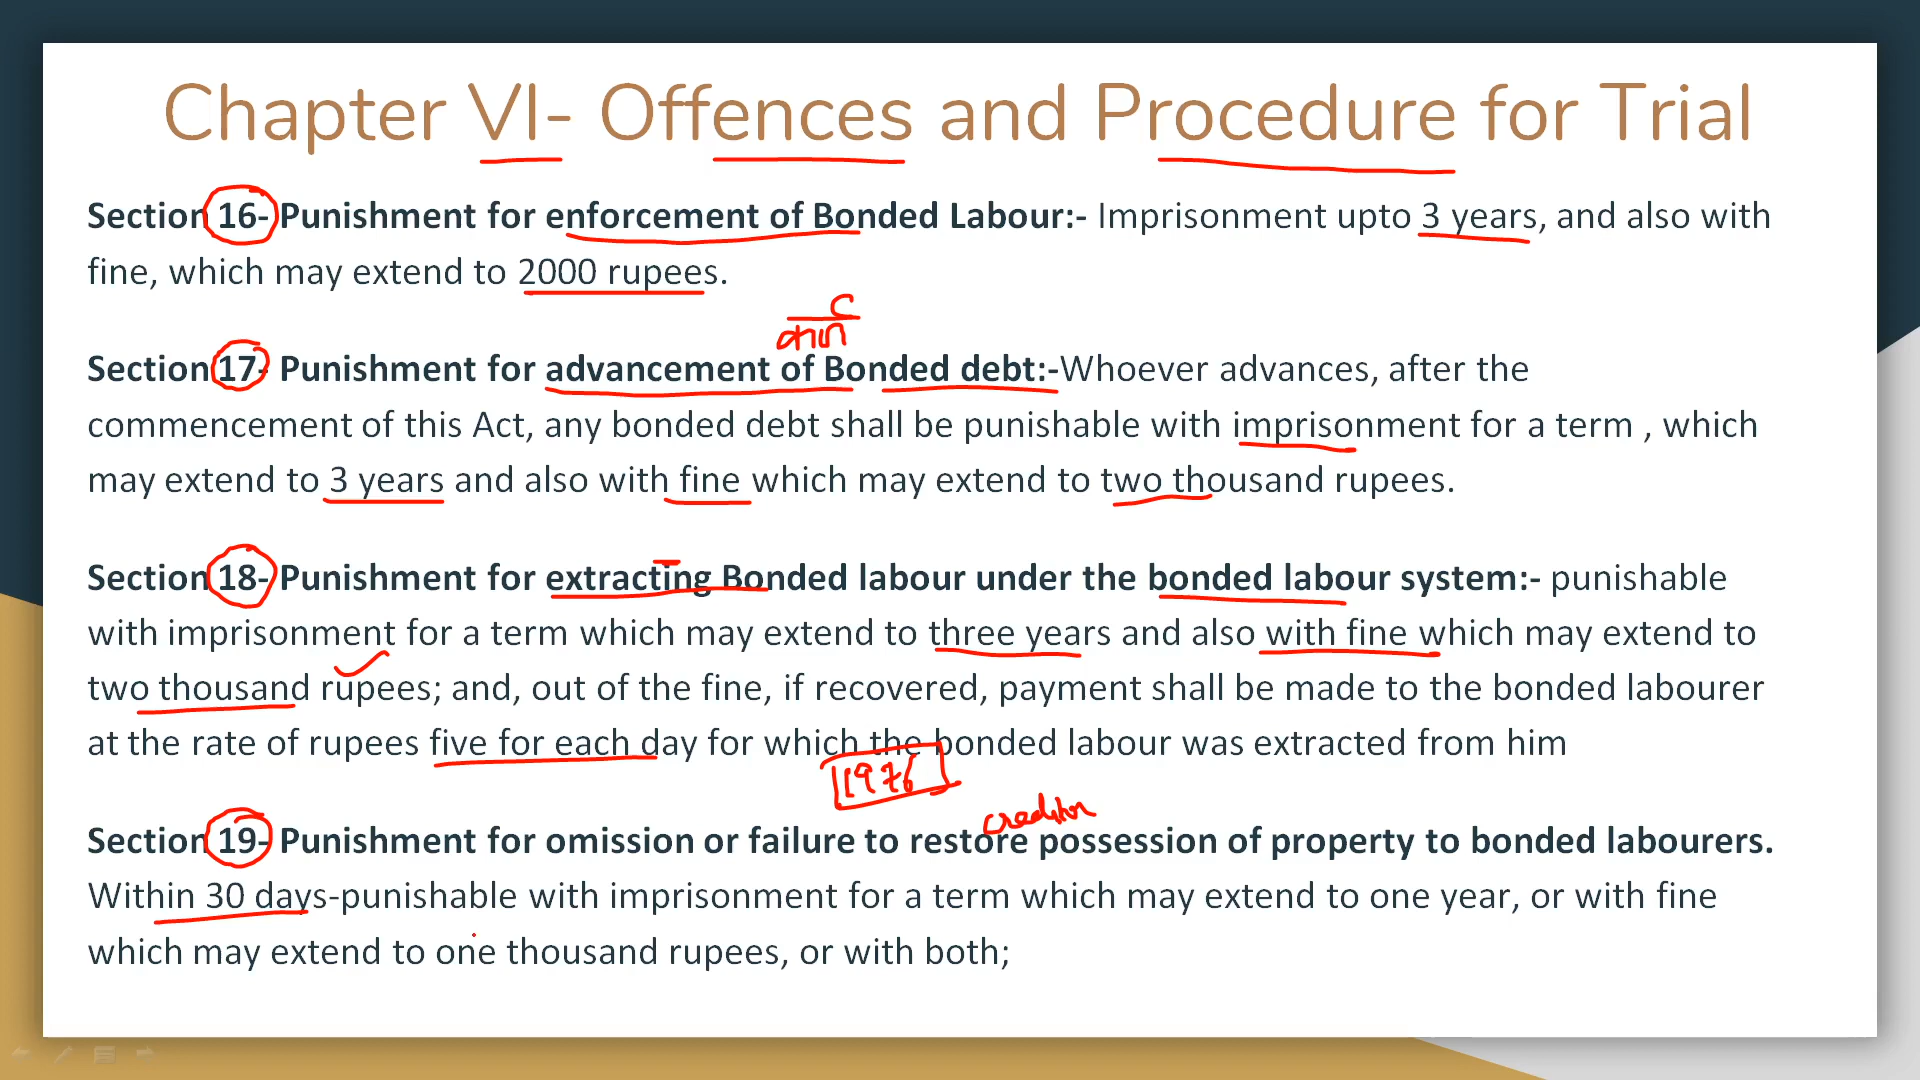 Chapter VI- Offences and Procedure for Trial
Section 16- Punishment for enforcement of Bonded Labour:- Imprisonment upto 3 years, and also with
fine, which may extend to 2000 rupees.
C
Section 17- Punishment for advancement of Bonded debt:-Whoever advances, after the
commencement of this Act, any bonded debt shall be punishable with imprisonment for a term , which
may extend to 3 years and also with fine which may extend to two thousand rupees.
Section 18- Punishment for extracting Bonded labour under the bonded labour system:- punishable
with imprisonment for a term which may extend to three years and also with fine which may extend to
two thousand rupees; and, out of the fine, if recovered, payment shall be made to the bonded labourer
at the rate of rupees five for each day for which the bonded labour was extracted from him
1976
creditor
Section 19- Punishment for omission or failure to restore possession of property to bonded labourers.
Within 30 days-punishable with imprisonment for a term which may extend to one year, or with fine
which may extend to one thousand rupees, or with both;